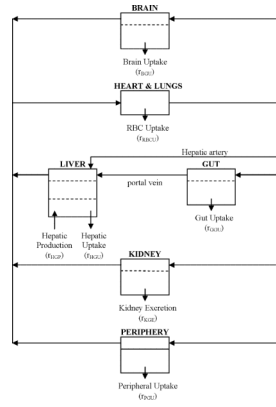 BRAIN
Brain Uptake
(rBGU)
HEART & LUNGS
RBC Uptake
(rRBCU)
Hepatic artery
LIVER
GUT
portal vein
Hepatic Production
(rHGP)
Hepatic Uptake
(rHGU)
Gut Uptake
(rGGU)
KIDNEY
Kidney Excretion
(rKGE)
PERIPHERY
Peripheral Uptake
(rPGU)